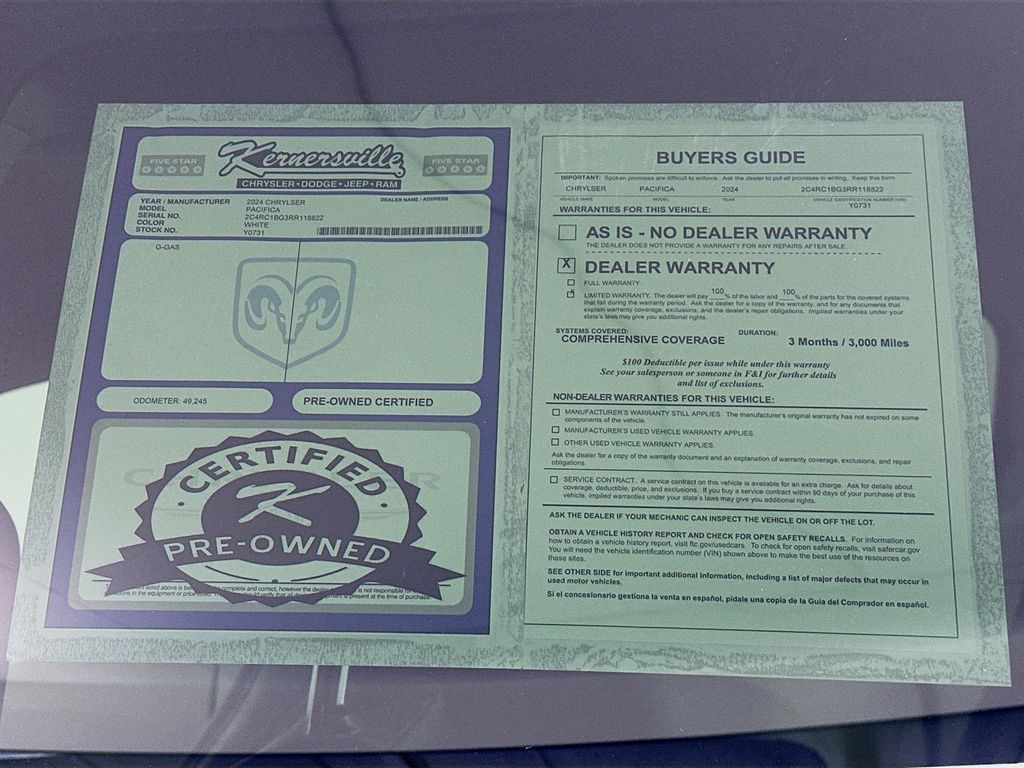 FIVE STAR
Kernersville
FIVE STAR
CHRYSLER • DODGE • JEEP • RAM
YEAR / MANUFACTURER 2024 CHRYLSER
DEALER NAME / ADDRESS
MODEL PACIFICA
SERIAL NO. 2C4RC1BG3RR118822
COLOR WHITE
STOCK NO. Y0731
G-GAS
ODOMETER: 49,245
PRE-OWNED CERTIFIED
CERTIFIED
K
PRE-OWNED
BUYERS GUIDE
IMPORTANT: Spoken promises are difficult to enforce. Ask the dealer to put all promises in writing. Keep this form.
CHRYLSER PACIFICA 2024 2C4RC1BG3RR118822
VEHICLE MAKE MODEL YEAR VEHICLE IDENTIFICATION NUMBER (VIN)
Y0731
WARRANTIES FOR THIS VEHICLE:
AS IS - NO DEALER WARRANTY
THE DEALER DOES NOT PROVIDE A WARRANTY FOR ANY REPAIRS AFTER SALE.
X DEALER WARRANTY
FULL WARRANTY.
X LIMITED WARRANTY. The dealer will pay 100 % of the labor and 100 % of the parts for the covered systems
that fail during the warranty period. Ask the dealer for a copy of the warranty, and for any documents that
explain warranty coverage, exclusions, and the dealer's repair obligations. Implied warranties under your
state's laws may give you additional rights.
SYSTEMS COVERED: DURATION:
COMPREHENSIVE COVERAGE 3 Months / 3,000 Miles
$100 Deductible per issue while under this warranty
See your salesperson or someone in F&I for further details
and list of exclusions.
NON-DEALER WARRANTIES FOR THIS VEHICLE:
MANUFACTURER'S WARRANTY STILL APPLIES. The manufacturer's original warranty has not expired on some
components of the vehicle.
MANUFACTURER'S USED VEHICLE WARRANTY APPLIES.
OTHER USED VEHICLE WARRANTY APPLIES.
Ask the dealer for a copy of the warranty document and an explanation of warranty coverage, exclusions, and repair
obligations.
SERVICE CONTRACT. A service contract on this vehicle is available for an extra charge. Ask for details about
coverage, deductible, price, and exclusions. If you buy a service contract within 90 days of your purchase of this
vehicle, implied warranties under your state's laws may give you additional rights.
ASK THE DEALER IF YOUR MECHANIC CAN INSPECT THE VEHICLE ON OR OFF THE LOT.
OBTAIN A VEHICLE HISTORY REPORT AND CHECK FOR OPEN SAFETY RECALLS. For information on
how to obtain a vehicle history report, visit ftc.gov/usedcars. To check for open safety recalls, visit safercar.gov.
You will need the vehicle identification number (VIN) shown above to make the best use of the resources on
these sites.
SEE OTHER SIDE for important additional information, including a list of major defects that may occur in
used motor vehicles.
Si el concesionario gestiona la venta en español, pídale una copia de la Guía del Comprador en español.